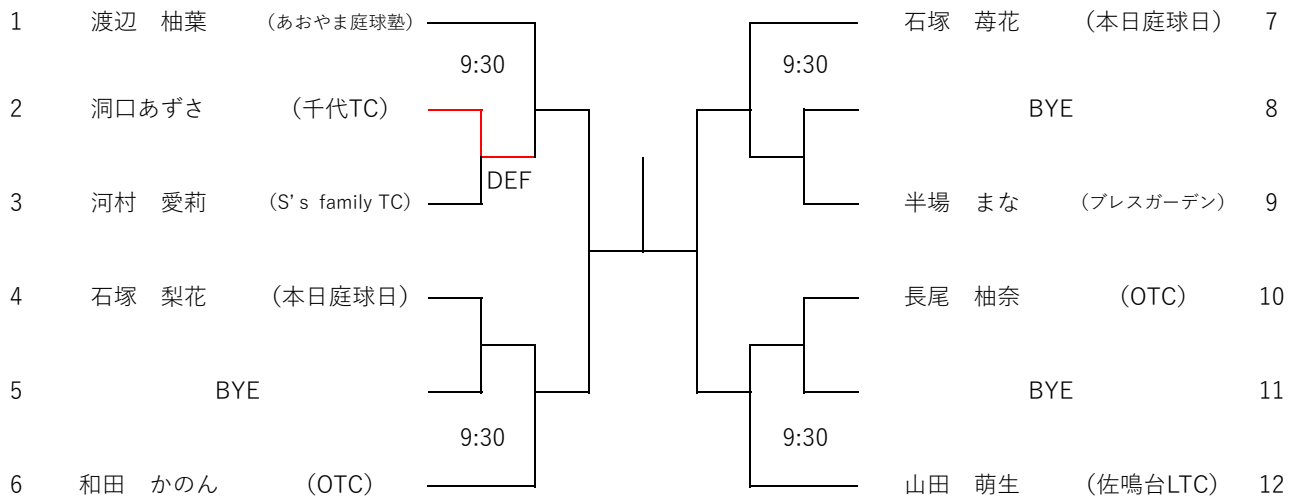 1 渡辺　柚葉 （あおやま庭球塾）
9:30
2 洞口あずさ （千代TC）
DEF
3 河村　愛莉 （S's family TC）
4 石塚　梨花 （本日庭球日）
5 BYE
9:30
6 和田　かのん （OTC）
石塚　苺花 （本日庭球日） 7
9:30
BYE 8
半場　まな （ブレスガーデン） 9
長尾　柚奈 （OTC） 10
BYE 11
9:30
山田　萌生 （佐鳴台LTC） 12